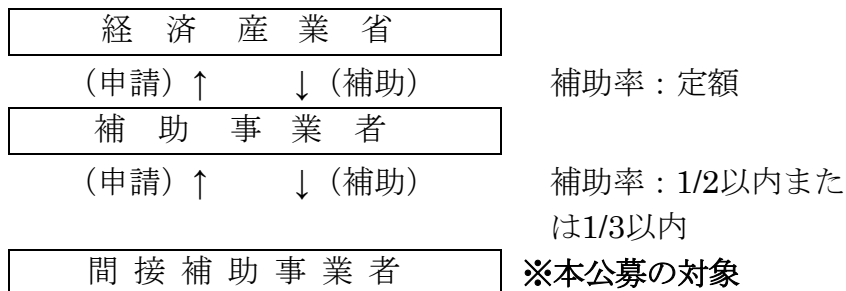 経済産業省
(申請)↑ ↓(補助) 補助率:定額
補助事業者
(申請)↑ ↓(補助) 補助率:1/2以内また
は1/3以内
間接補助事業者 ※本公募の対象